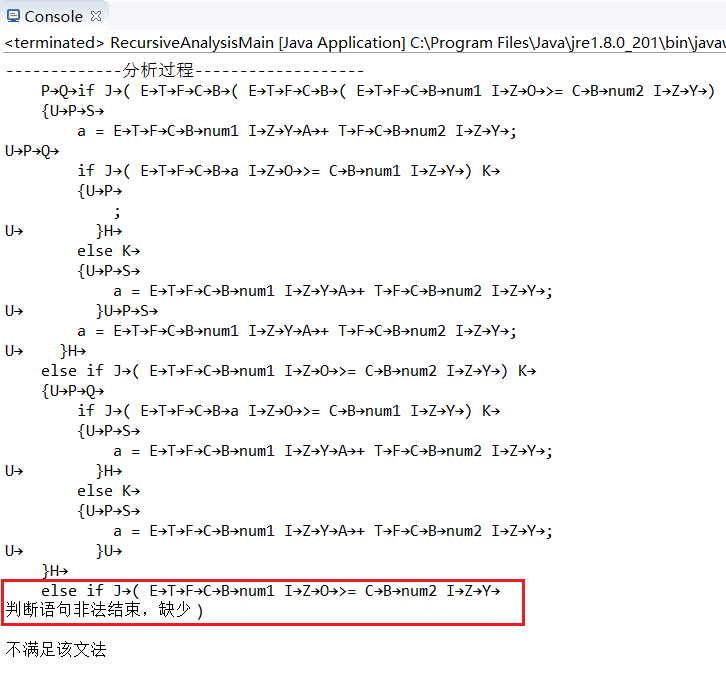 Console
<terminated> RecursiveAnalysisMain [Java Application] C:\Program Files\Java\jre1.8.0_201\bin\javaw
-------------分析过程-------------------
    P→Q→if J→( E→T→F→C→B→( E→T→F→C→B→( E→T→F→C→B→num1 I→Z→O→>= C→B→num2 I→Z→Y→)
    {U→P→S→
        a = E→T→F→C→B→num1 I→Z→Y→A→+ T→F→C→B→num2 I→Z→Y→;
U→P→Q→
        if J→( E→T→F→C→B→a I→Z→O→>= C→B→num1 I→Z→Y→) K→
        {U→P→
            ;
U→        }H→
        else K→
        {U→P→S→
            a = E→T→F→C→B→num1 I→Z→Y→A→+ T→F→C→B→num2 I→Z→Y→;
U→        }U→P→S→
        a = E→T→F→C→B→num1 I→Z→Y→A→+ T→F→C→B→num2 I→Z→Y→;
U→    }H→
    else if J→( E→T→F→C→B→num1 I→Z→O→>= C→B→num2 I→Z→Y→) K→
    {U→P→Q→
        if J→( E→T→F→C→B→a I→Z→O→>= C→B→num1 I→Z→Y→) K→
        {U→P→S→
            a = E→T→F→C→B→num1 I→Z→Y→A→+ T→F→C→B→num2 I→Z→Y→;
U→        }H→
        else K→
        {U→P→S→
            a = E→T→F→C→B→num1 I→Z→Y→A→+ T→F→C→B→num2 I→Z→Y→;
U→        }U→
    }H→
    else if J→( E→T→F→C→B→num1 I→Z→O→>= C→B→num2 I→Z→Y→
判断语句非法结束，缺少 )
不满足该文法